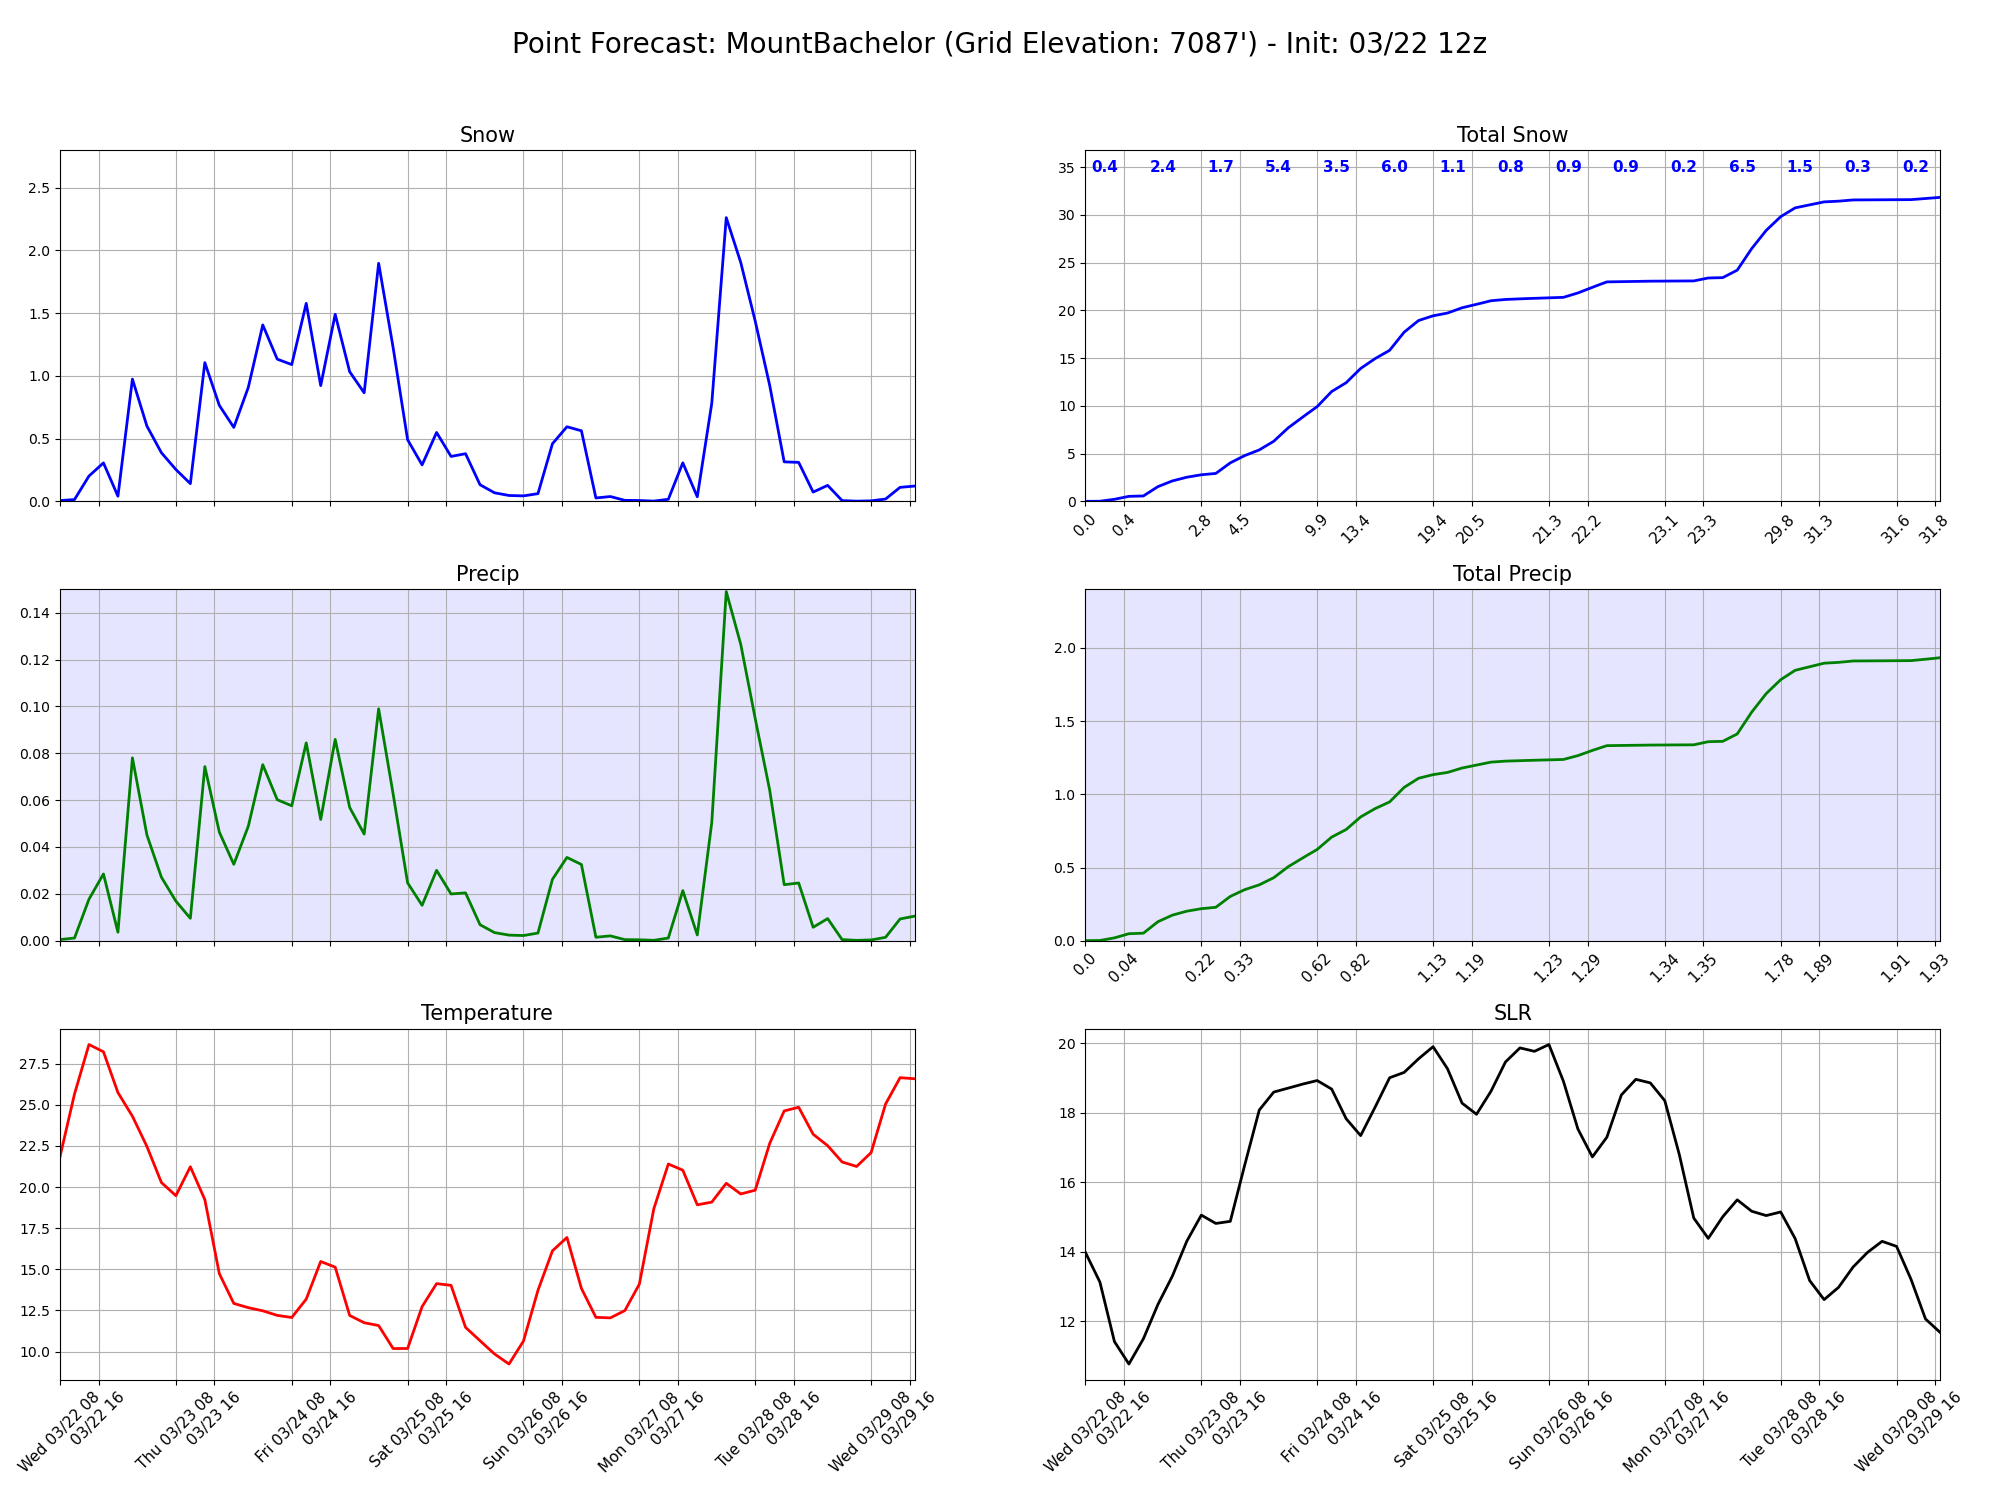 Point Forecast: MountBachelor (Grid Elevation: 7087') - Init: 03/22 12z
Snow
2.5
2.0
1.5
1.0
0.5
0.0
Total Snow
0.4 2.4 1.7 5.4 3.5 6.0 1.1 0.8 0.9 0.9 0.2 6.5 1.5 0.3 0.2
35
30
25
20
15
10
5
0
0.0 0.4 2.8 4.5 9.9 13.4 19.4 20.5 21.3 22.2 23.1 23.3 29.8 31.3 31.6 31.8
Precip
0.14
0.12
0.10
0.08
0.06
0.04
0.02
0.00
Total Precip
2.0
1.5
1.0
0.5
0.0
0.0 0.04 0.22 0.33 0.62 0.82 1.13 1.19 1.23 1.29 1.34 1.35 1.78 1.89 1.91 1.93
Temperature
27.5
25.0
22.5
20.0
17.5
15.0
12.5
10.0
Wed 03/22 08
03/22 16
Thu 03/23 08
03/23 16
Fri 03/24 08
03/24 16
Sat 03/25 08
03/25 16
Sun 03/26 08
03/26 16
Mon 03/27 08
03/27 16
Tue 03/28 08
03/28 16
Wed 03/29 08
03/29 16
SLR
20
18
16
14
12
Wed 03/22 08
03/22 16
Thu 03/23 08
03/23 16
Fri 03/24 08
03/24 16
Sat 03/25 08
03/25 16
Sun 03/26 08
03/26 16
Mon 03/27 08
03/27 16
Tue 03/28 08
03/28 16
Wed 03/29 08
03/29 16